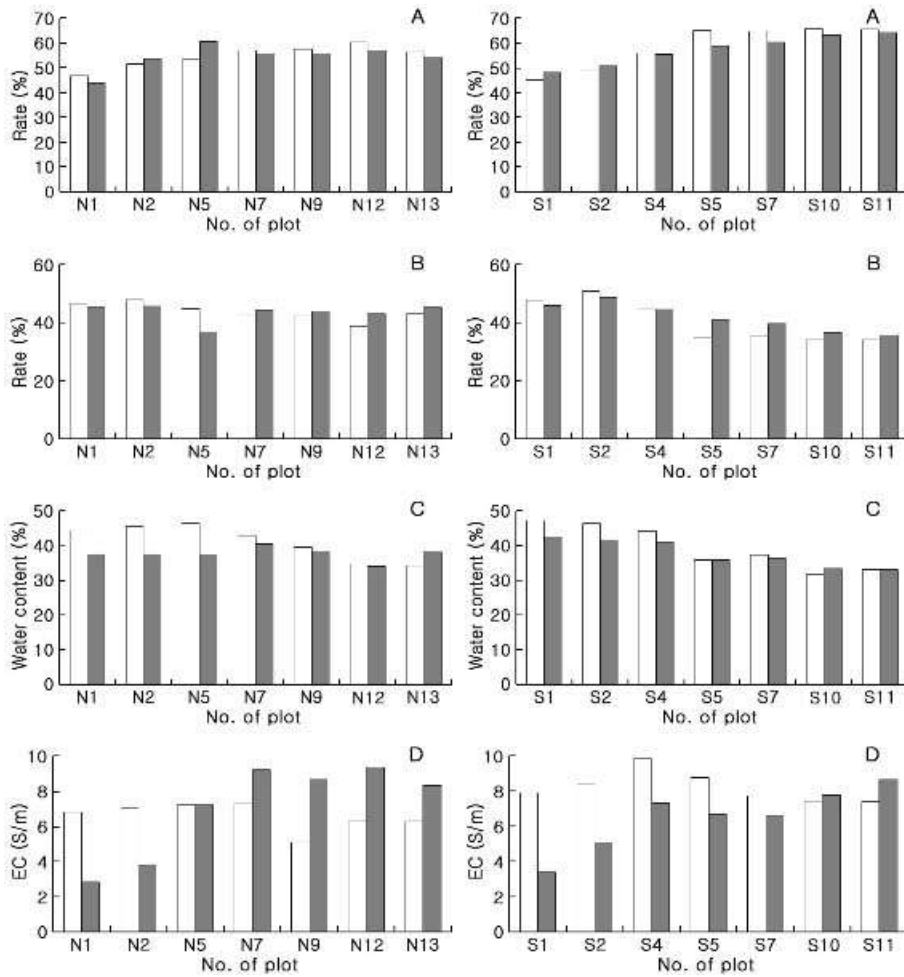 A
70
60
50
40
30
20
10
0
Rate (%)
N1 N2 N5 N7 N9 N12 N13
No. of plot
A
70
60
50
40
30
20
10
0
Rate (%)
S1 S2 S4 S5 S7 S10 S11
No. of plot
B
60
40
20
0
Rate (%)
N1 N2 N5 N7 N9 N12 N13
No. of plot
B
60
40
20
0
Rate (%)
S1 S2 S4 S5 S7 S10 S11
No. of plot
C
50
40
30
20
10
0
Water content (%)
N1 N2 N5 N7 N9 N12 N13
No. of plot
C
50
40
30
20
10
0
Water content (%)
S1 S2 S4 S5 S7 S10 S11
No. of plot
D
10
8
6
4
2
0
EC (S/m)
N1 N2 N5 N7 N9 N12 N13
No. of plot
D
10
8
6
4
2
0
EC (S/m)
S1 S2 S4 S5 S7 S10 S11
No. of plot